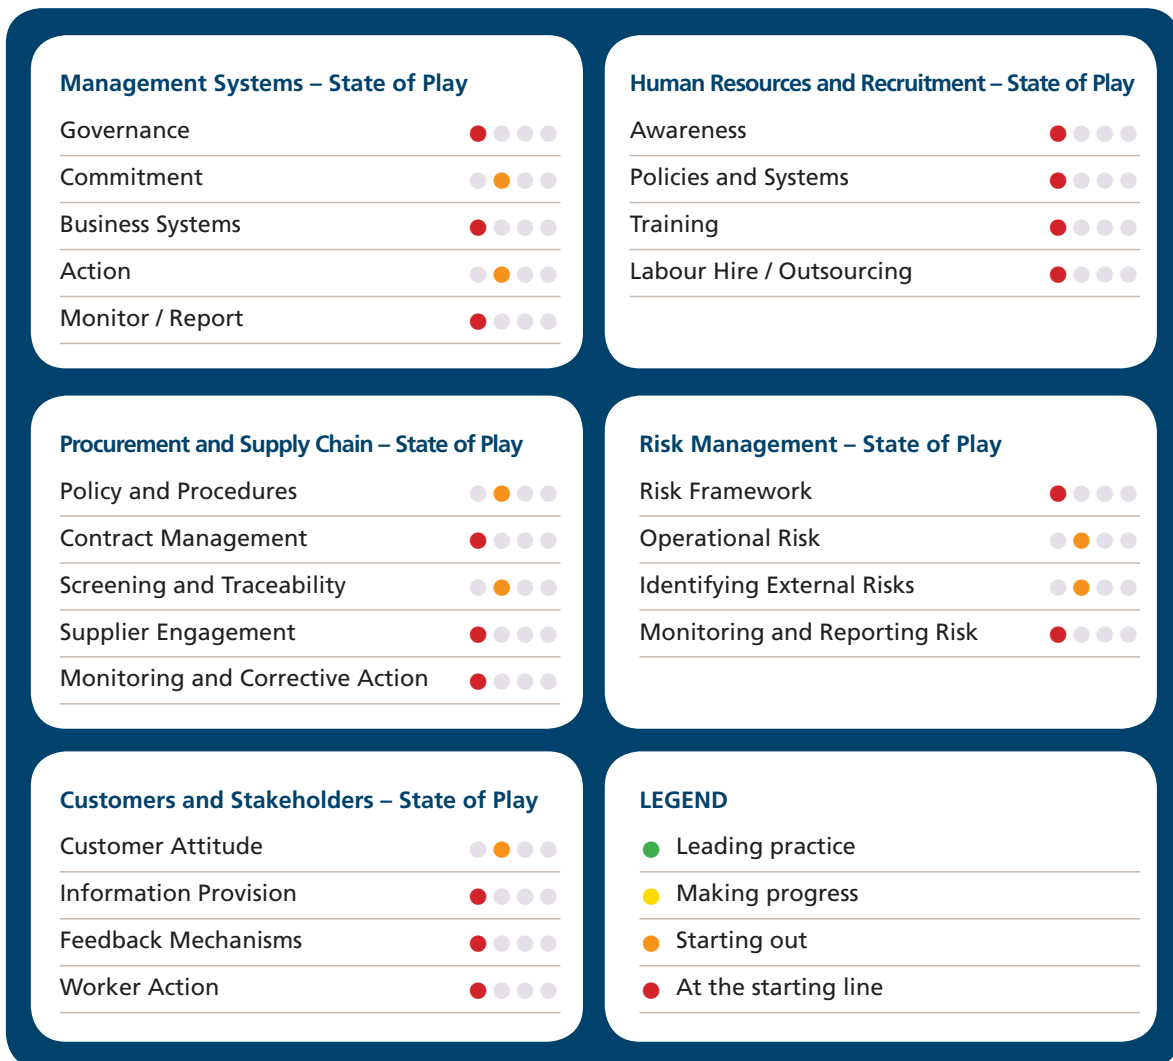 Management Systems – State of Play
Governance
Commitment
Business Systems
Action
Monitor / Report
Human Resources and Recruitment – State of Play
Awareness
Policies and Systems
Training
Labour Hire / Outsourcing
Procurement and Supply Chain – State of Play
Policy and Procedures
Contract Management
Screening and Traceability
Supplier Engagement
Monitoring and Corrective Action
Risk Management – State of Play
Risk Framework
Operational Risk
Identifying External Risks
Monitoring and Reporting Risk
Customers and Stakeholders – State of Play
Customer Attitude
Information Provision
Feedback Mechanisms
Worker Action
LEGEND
Leading practice
Making progress
Starting out
At the starting line